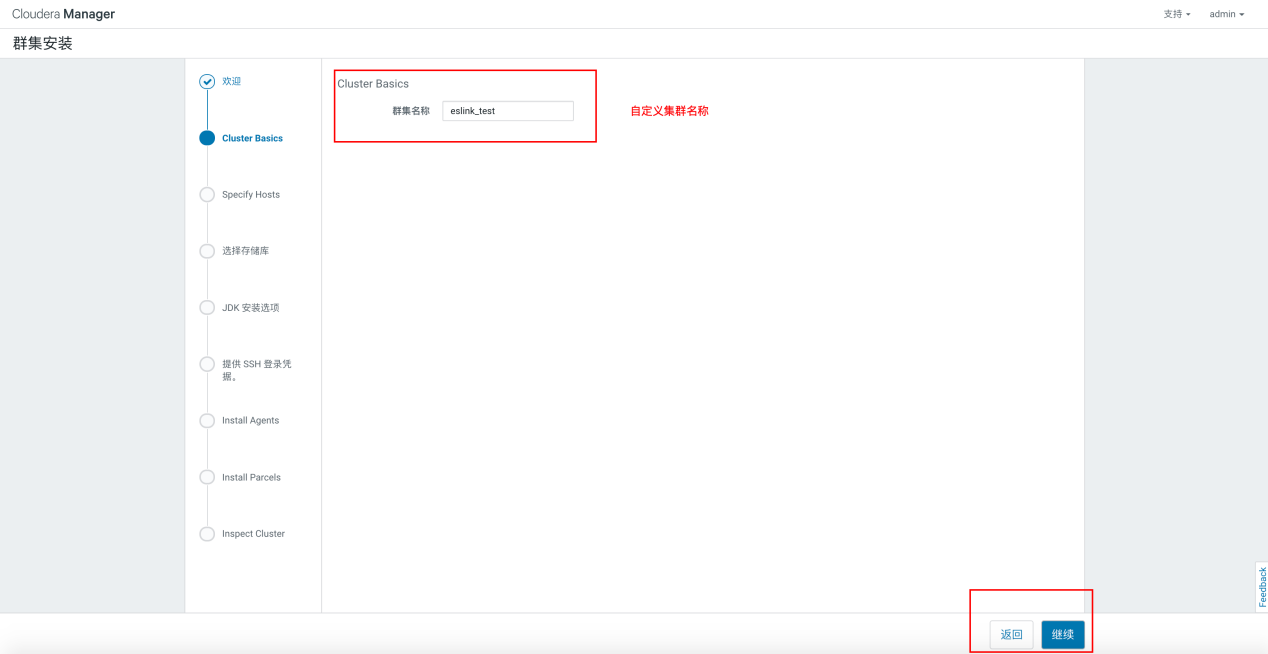 Cloudera Manager
支持
admin
群集安装
欢迎
Cluster Basics
Specify Hosts
选择存储库
JDK 安装选项
提供 SSH 登录凭
据。
Install Agents
Install Parcels
Inspect Cluster
Cluster Basics
群集名称
eslink_test
自定义集群名称
Feedback
返回
继续